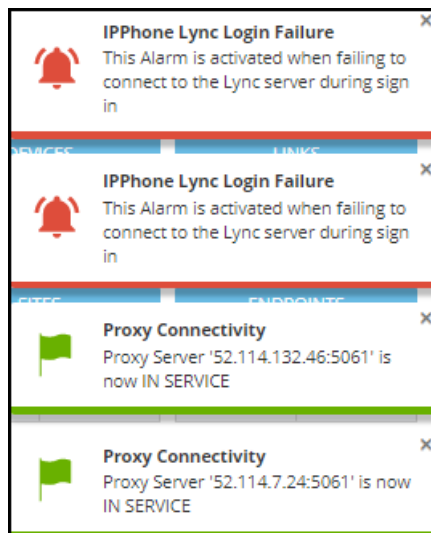 IPPhone Lync Login Failure
This Alarm is activated when failing to
connect to the Lync server during sign
in
DEVICES
LINKS
IPPhone Lync Login Failure
This Alarm is activated when failing to
connect to the Lync server during sign
in
SITES
ENDPOINTS
Proxy Connectivity
Proxy Server '52.114.132.46:5061' is
now IN SERVICE
Proxy Connectivity
Proxy Server '52.114.7.24:5061' is now
IN SERVICE